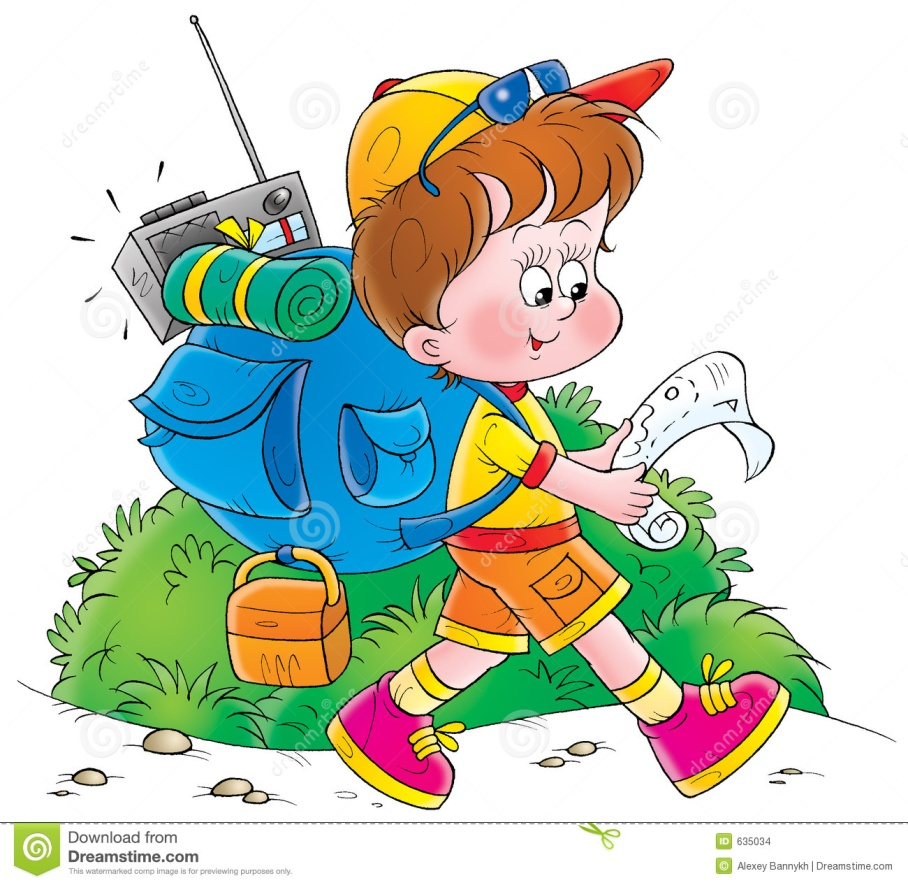 dreamstime
Download from
Dreamstime.com
This watermarked comp image is for previewing purposes only.
ID 635034
© Alexey Bannykh | Dreamstime.com